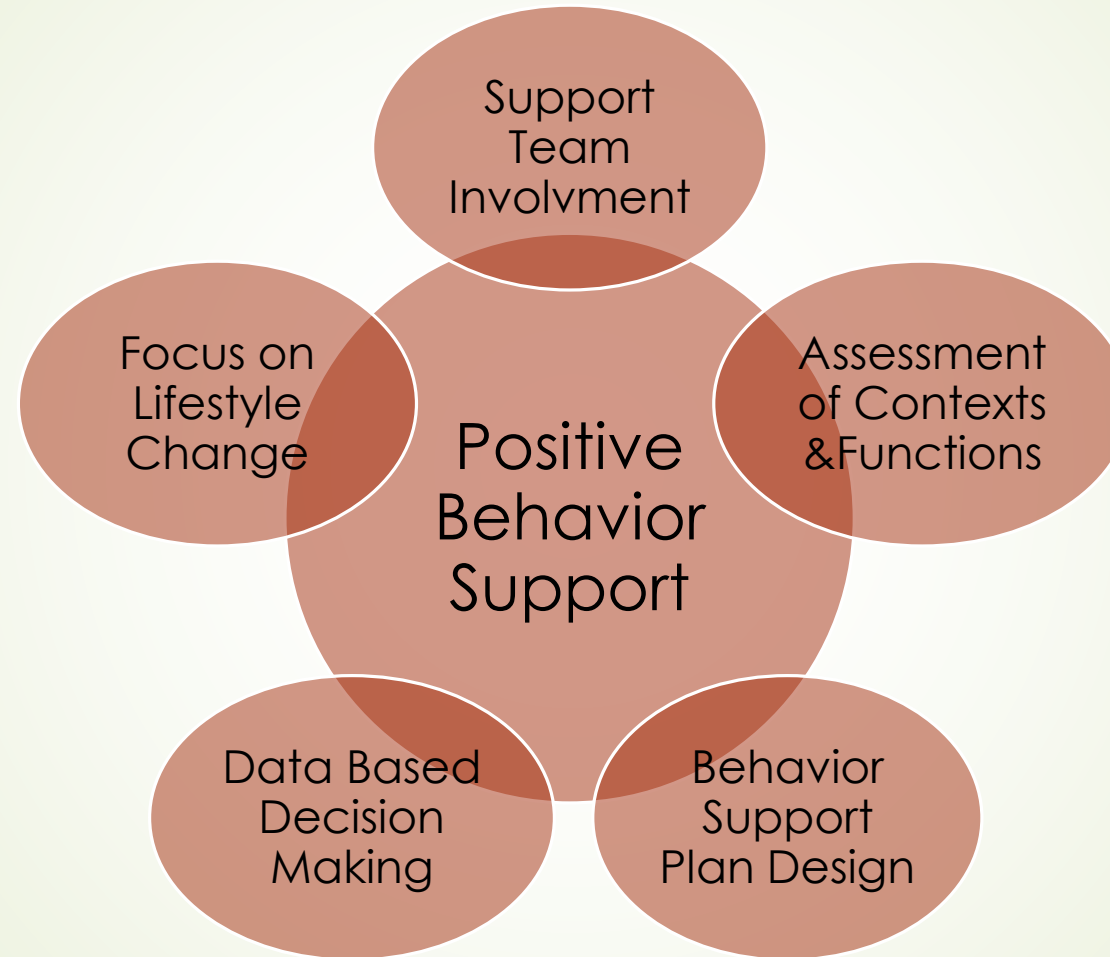 Support
Team
Involvment
Focus on
Lifestyle
Change
Assessment
of Contexts
&Functions
Positive
Behavior
Support
Data Based
Decision
Making
Behavior
Support
Plan Design